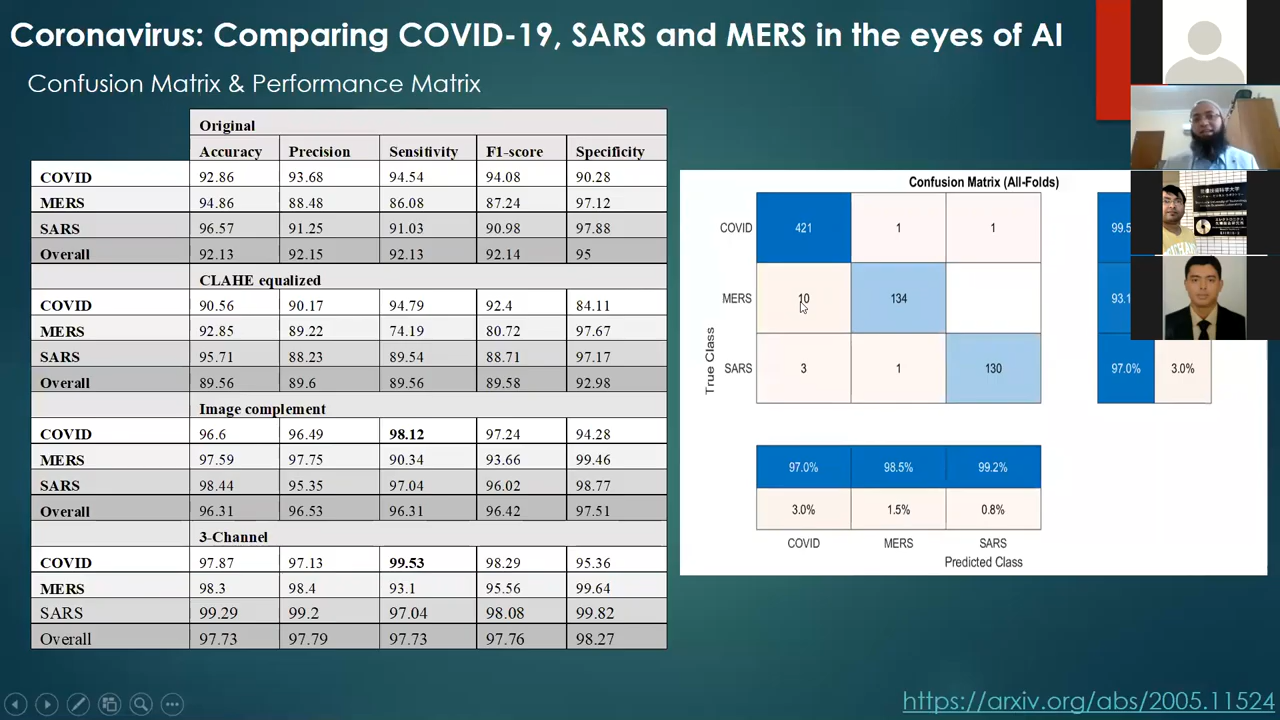 Coronavirus: Comparing COVID-19, SARS and MERS in the eyes of AI
Confusion Matrix & Performance Matrix
Original
Accuracy Precision Sensitivity F1-score Specificity
COVID 92.86 93.68 94.54 94.08 90.28
MERS 94.86 88.48 86.08 87.24 97.12
SARS 96.57 91.25 91.03 90.98 97.88
Overall 92.13 92.15 92.13 92.14 95
CLAHE equalized
COVID 90.56 90.17 94.79 92.4 84.11
MERS 92.85 89.22 74.19 80.72 97.67
SARS 95.71 88.23 89.54 88.71 97.17
Overall 89.56 89.6 89.56 89.58 92.98
Image complement
COVID 96.6 96.49 98.12 97.24 94.28
MERS 97.59 97.75 90.34 93.66 99.46
SARS 98.44 95.35 97.04 96.02 98.77
Overall 96.31 96.53 96.31 96.42 97.51
3-Channel
COVID 97.87 97.13 99.53 98.29 95.36
MERS 98.3 98.4 93.1 95.56 99.64
SARS 99.29 99.2 97.04 98.08 99.82
Overall 97.73 97.79 97.73 97.76 98.27
Confusion Matrix (All-Folds)
True Class
COVID 421 1 1 99.5
MERS 10 134 93.1
SARS 3 1 130 97.0% 3.0%
97.0% 98.5% 99.2%
3.0% 1.5% 0.8%
COVID MERS SARS
Predicted Class
https://arxiv.org/abs/2005.11524